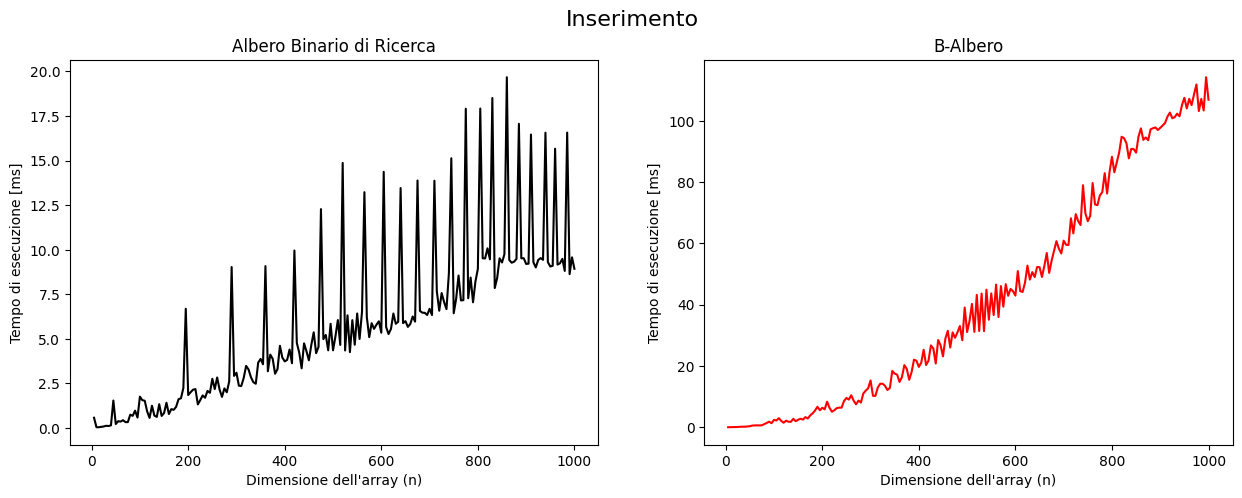 Inserimento
Albero Binario di Ricerca
20.0
17.5
15.0
12.5
10.0
7.5
5.0
2.5
0.0
Tempo di esecuzione [ms]
0 200 400 600 800 1000
Dimensione dell'array (n)
B-Albero
100
80
60
40
20
0
Tempo di esecuzione [ms]
0 200 400 600 800 1000
Dimensione dell'array (n)